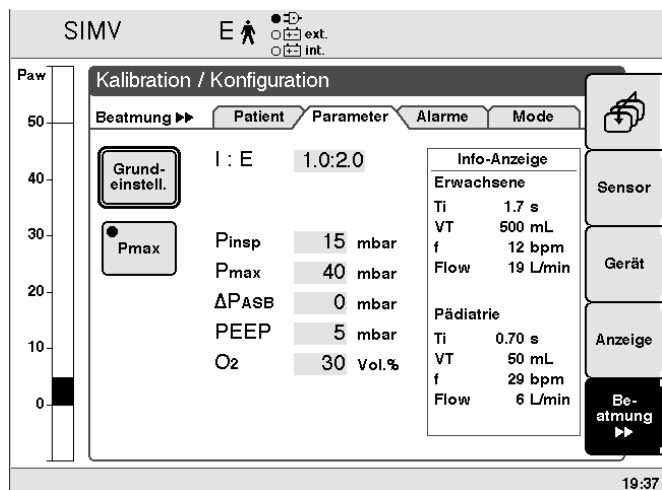 SIMV E ext.
int.
Paw
Kalibration / Konfiguration
Beatmung ▶▶ Patient Parameter Alarme Mode
50
40
30
20
10
0
Grund-
einstell.
Pmax
I : E 1.0:2.0
Pinsp 15 mbar
Pmax 40 mbar
ΔPASB 0 mbar
PEEP 5 mbar
O2 30 Vol.%
Info-Anzeige
Erwachsene
Ti 1.7 s
VT 500 mL
f 12 bpm
Flow 19 L/min
Pädiatrie
Ti 0.70 s
VT 50 mL
f 29 bpm
Flow 6 L/min
Sensor
Gerät
Anzeige
Be-
atmung
▶▶
19:37